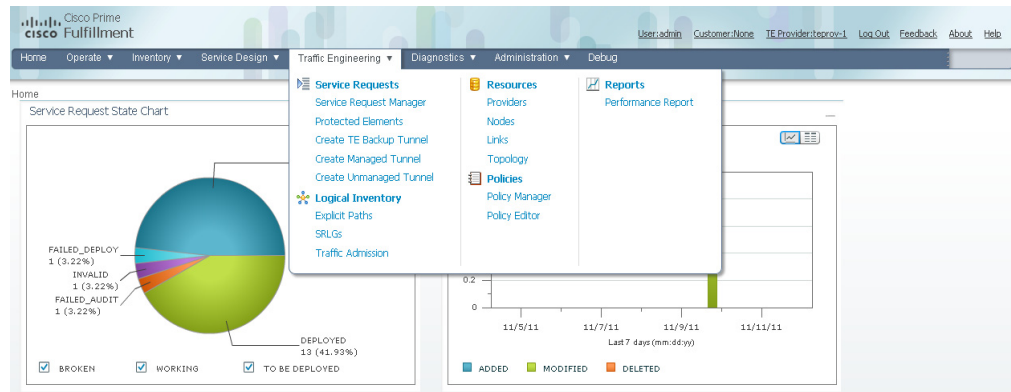 Cisco Prime
cisco Fulfillment
User:admin Customer:None TE Provider:teprov-1 Log Out Feedback About Help
Home Operate ▼ Inventory ▼ Service Design ▼ Traffic Engineering ▼ Diagnostics ▼ Administration ▼ Debug
Home
Service Request State Chart
Service Requests
Service Request Manager
Protected Elements
Create TE Backup Tunnel
Create Managed Tunnel
Create Unmanaged Tunnel
Logical Inventory
Explicit Paths
SRLGs
Traffic Admission
Resources
Providers
Nodes
Links
Topology
Policies
Policy Manager
Policy Editor
Reports
Performance Report
FAILED_DEPLOY
1 (3.22%)
INVALID
1 (3.22%)
FAILED_AUDIT
1 (3.22%)
DEPLOYED
13 (41.93%)
BROKEN WORKING TO BE DEPLOYED
0.2
0
11/5/11 11/7/11 11/9/11 11/11/11
Last 7 days (mm:dd:yy)
ADDED MODIFIED DELETED